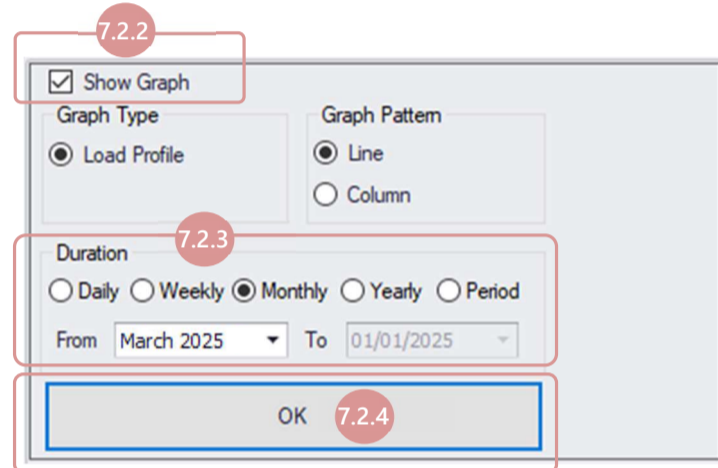 7.2.2
Show Graph
Graph Type
Load Profile
Graph Pattern
Line
Column
7.2.3
Duration
Daily Weekly Monthly Yearly Period
From March 2025 To 01/01/2025
OK 7.2.4